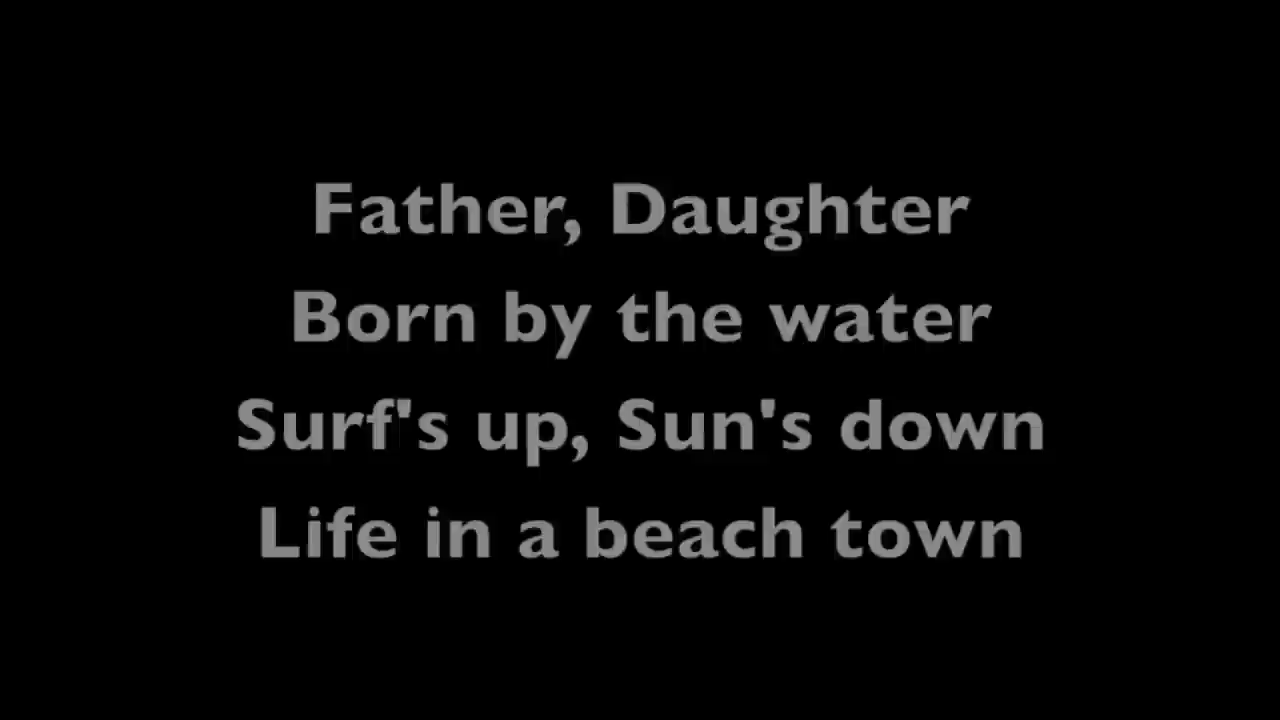 Father, Daughter
Born by the water
Surf's up, Sun's down
Life in a beach town